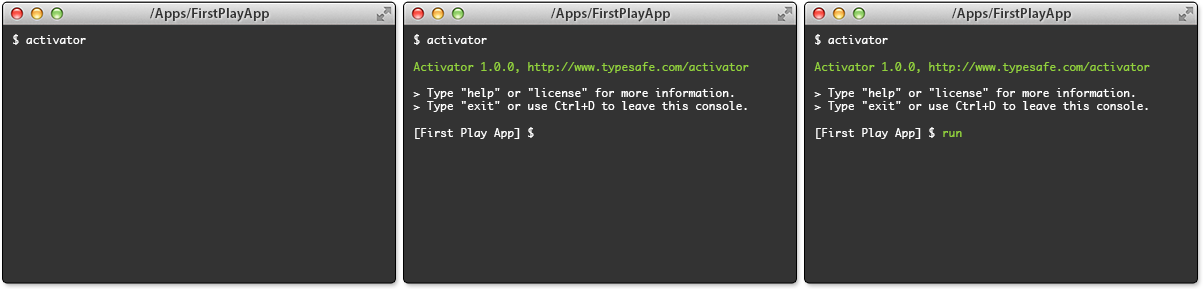 /Apps/FirstPlayApp
$ activator
/Apps/FirstPlayApp
$ activator
Activator 1.0.0, http://www.typesafe.com/activator
> Type "help" or "license" for more information.
> Type "exit" or use Ctrl+D to leave this console.
[First Play App] $
/Apps/FirstPlayApp
$ activator
Activator 1.0.0, http://www.typesafe.com/activator
> Type "help" or "license" for more information.
> Type "exit" or use Ctrl+D to leave this console.
[First Play App] $ run